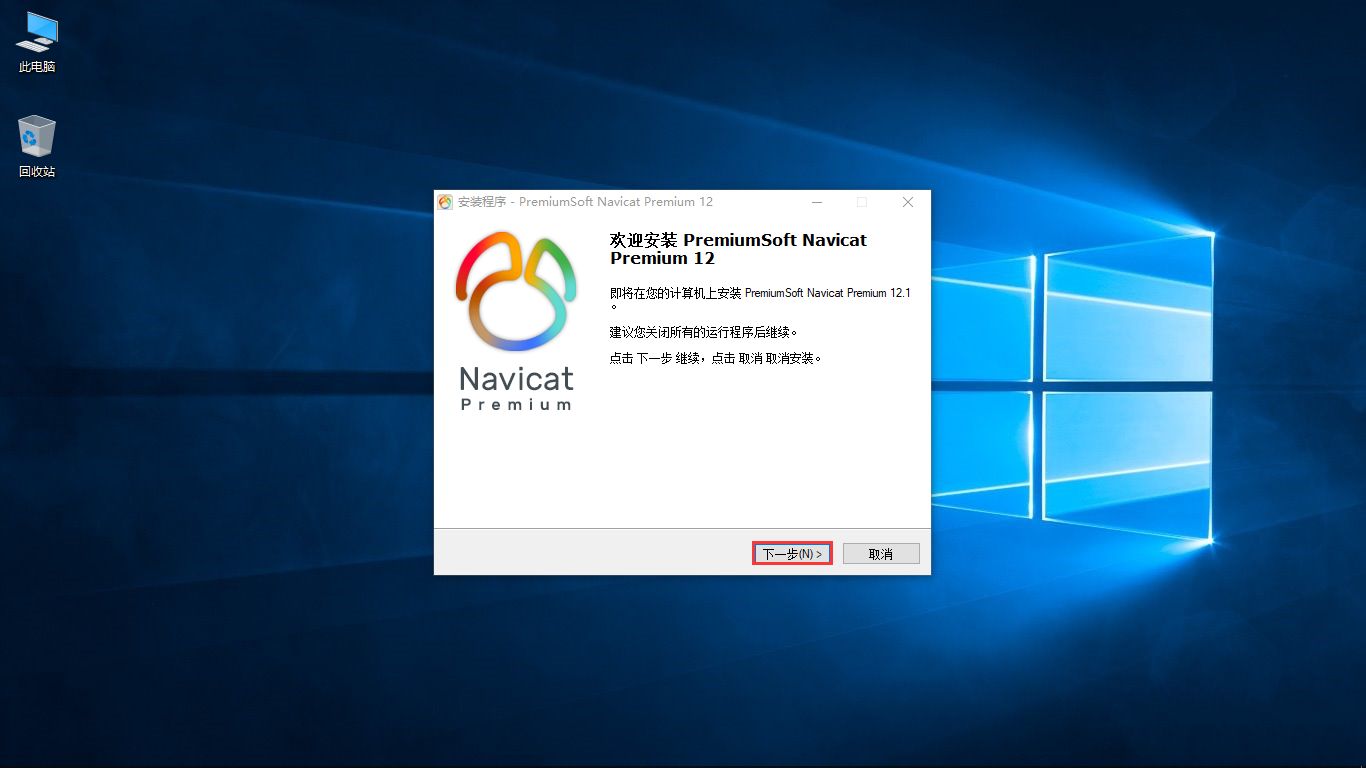 此电脑
回收站
安装程序 - PremiumSoft Navicat Premium 12
Navicat
Premium
欢迎安装 PremiumSoft Navicat
Premium 12
即将在您的计算机上安装 PremiumSoft Navicat Premium 12.1
。
建议您关闭所有的运行程序后继续。
点击 下一步 继续，点击 取消 取消安装。
下一步(N) >
取消